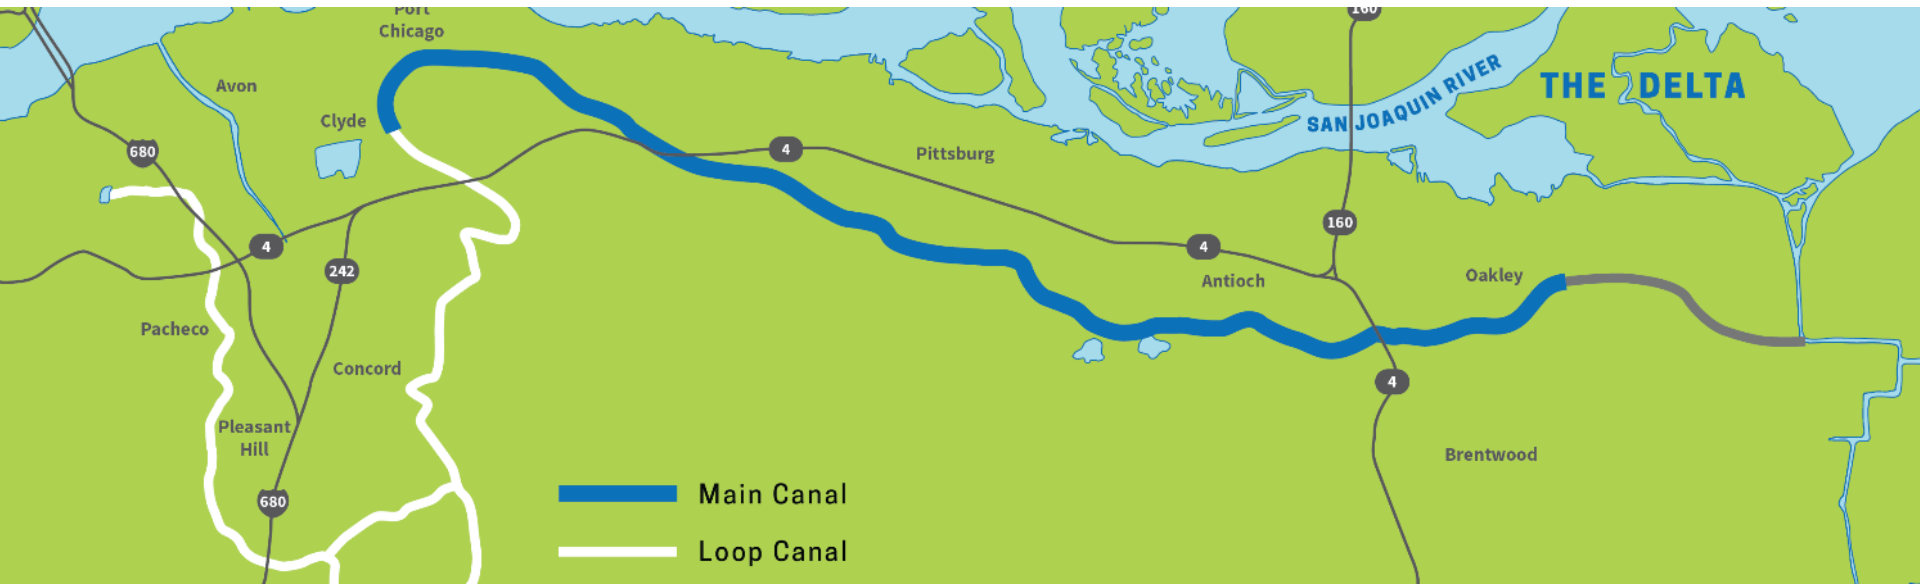 Port
Chicago
160
Avon
SAN JOAQUIN RIVER
THE DELTA
Clyde
680
4
Pittsburg
160
4
4
242
Antioch
Oakley
Pacheco
Concord
4
Pleasant
Hill
Brentwood
680
Main Canal
Loop Canal